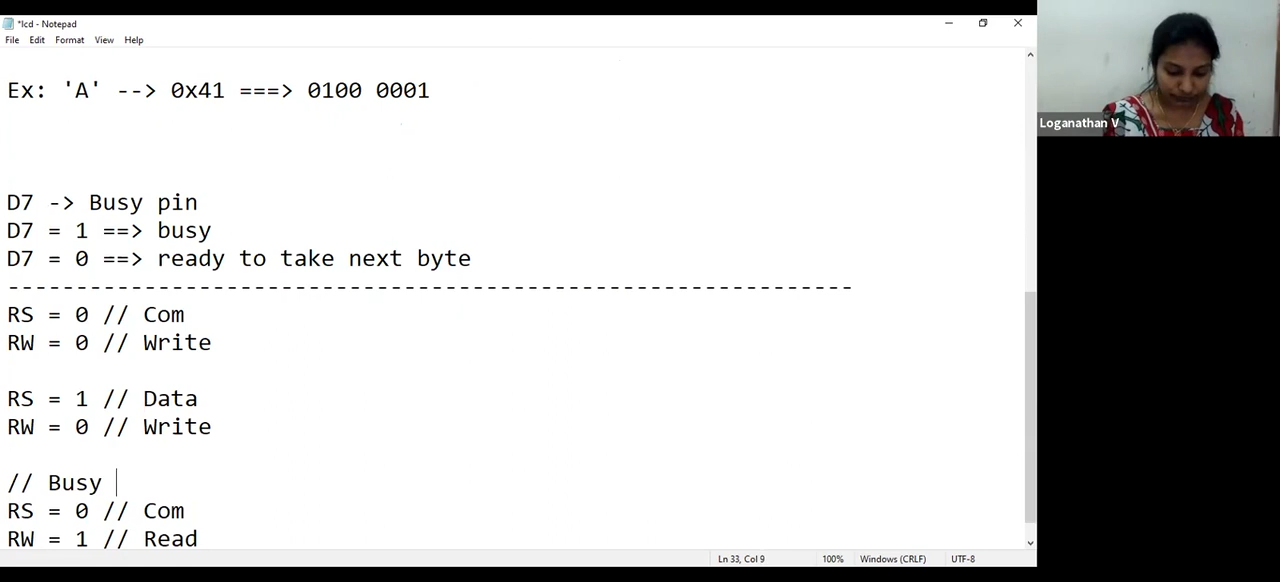 *lcd - Notepad
File Edit Format View Help
Ex: 'A' --> 0x41 ===> 0100 0001
D7 -> Busy pin
D7 = 1 ==> busy
D7 = 0 ==> ready to take next byte
--------------------------------------------------------------
RS = 0 // Com
RW = 0 // Write
RS = 1 // Data
RW = 0 // Write
// Busy
RS = 0 // Com
RW = 1 // Read
Ln 33, Col 9 100% Windows (CRLF) UTF-8
Loganathan V